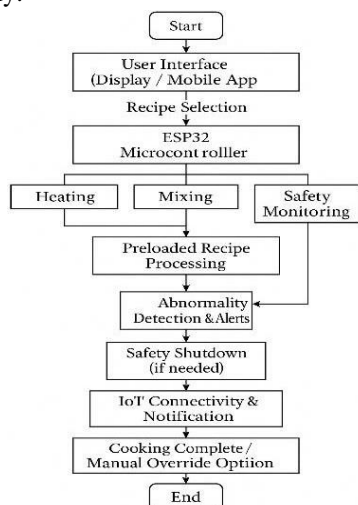 y.
Start
User Interface
(Display / Mobile App
Recipe Selection
ESP32
Microcont rolller
Heating
Mixing
Safety
Monitoring
Preloaded Recipe
Processing
Abnormality
Detection & Alerts
Safety Shutdown
(if needed)
IoT Connectivity &
Notification
Cooking Complete /
Manual Override Optiion
End